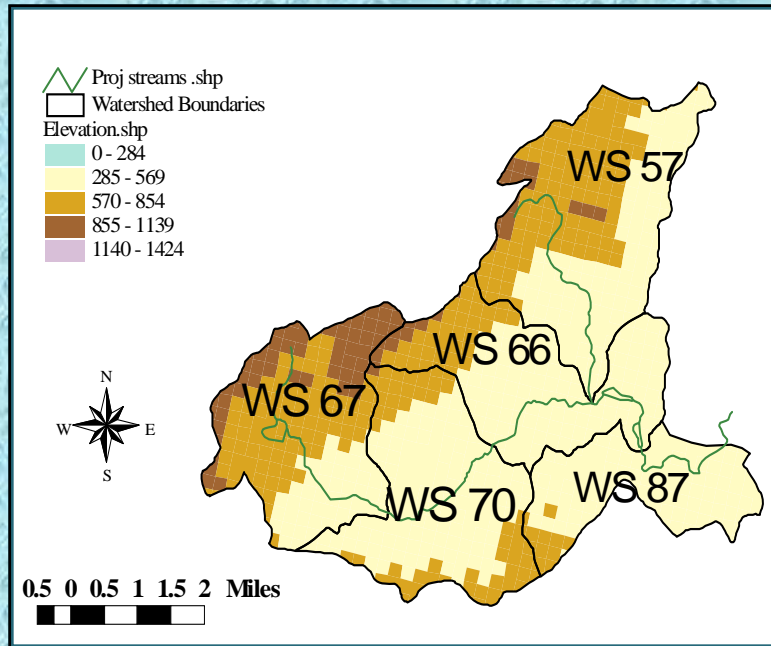 Proj streams .shp
Watershed Boundaries
Elevation.shp
0 - 284
285 - 569
570 - 854
855 - 1139
1140 - 1424
WS 57
WS 66
WS 67
WS 87
WS 70
N
W E
S
0.5 0 0.5 1 1.5 2 Miles